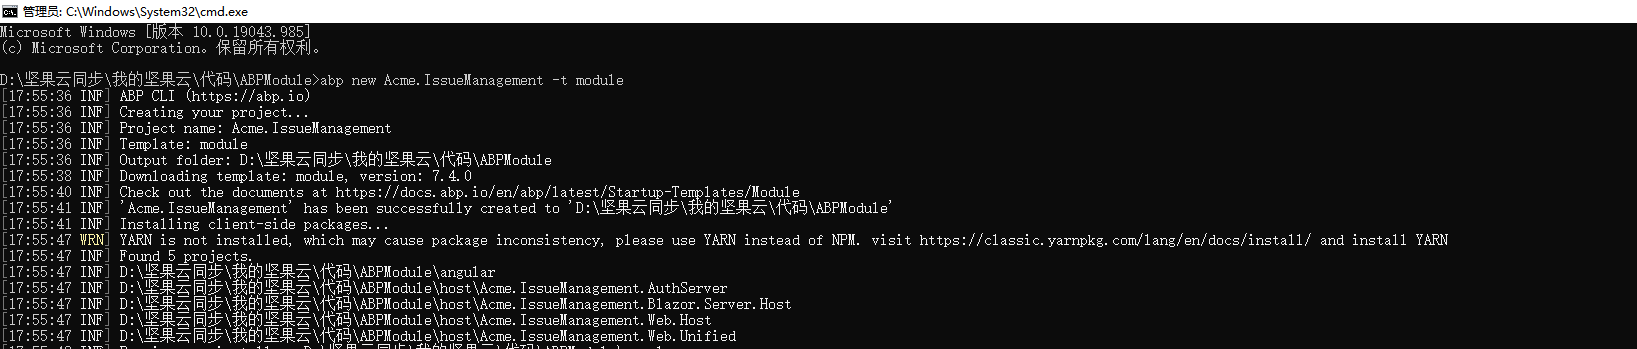 管理员: C:\Windows\System32\cmd.exe
Microsoft Windows [版本 10.0.19043.985]
(c) Microsoft Corporation。保留所有权利。
D:\坚果云同步\我的坚果云\代码\ABPModule>abp new Acme.IssueManagement -t module
[17:55:36 INF] ABP CLI (https://abp.io)
[17:55:36 INF] Creating your project...
[17:55:36 INF] Project name: Acme.IssueManagement
[17:55:36 INF] Template: module
[17:55:36 INF] Output folder: D:\坚果云同步\我的坚果云\代码\ABPModule
[17:55:38 INF] Downloading template: module, version: 7.4.0
[17:55:40 INF] Check out the documents at https://docs.abp.io/en/abp/latest/Startup-Templates/Module
[17:55:41 INF] 'Acme.IssueManagement' has been successfully created to 'D:\坚果云同步\我的坚果云\代码\ABPModule'
[17:55:41 INF] Installing client-side packages...
[17:55:47 WRN] YARN is not installed, which may cause package inconsistency, please use YARN instead of NPM. visit https://classic.yarnpkg.com/lang/en/docs/install/ and install YARN
[17:55:47 INF] Found 5 projects.
[17:55:47 INF] D:\坚果云同步\我的坚果云\代码\ABPModule\angular
[17:55:47 INF] D:\坚果云同步\我的坚果云\代码\ABPModule\host\Acme.IssueManagement.AuthServer
[17:55:47 INF] D:\坚果云同步\我的坚果云\代码\ABPModule\host\Acme.IssueManagement.Blazor.Server.Host
[17:55:47 INF] D:\坚果云同步\我的坚果云\代码\ABPModule\host\Acme.IssueManagement.Web.Host
[17:55:47 INF] D:\坚果云同步\我的坚果云\代码\ABPModule\host\Acme.IssueManagement.Web.Unified